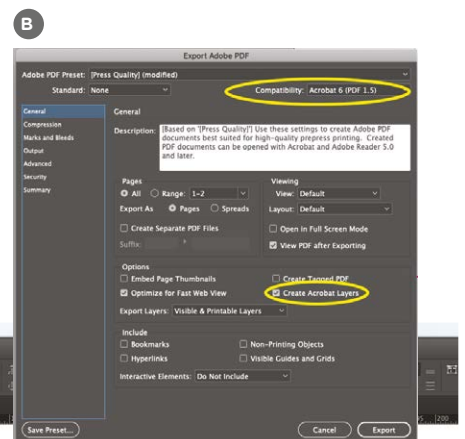 B
Export Adobe PDF
Adobe PDF Preset: [Press Quality] (modified)
Standard: None Compatibility: Acrobat 6 (PDF 1.5)
General
Compression
Marks and Bleeds
Output
Advanced
Security
Summary
General
Description: [Based on '[Press Quality]'] Use these settings to create Adobe PDF
documents best suited for high-quality prepress printing. Created
PDF documents can be opened with Acrobat and Adobe Reader 5.0
and later.
Pages
All Range: 1-2
Export As Pages Spreads
Create Separate PDF Files
Suffix:
Viewing
View: Default
Layout: Default
Open in Full Screen Mode
View PDF after Exporting
Options
Embed Page Thumbnails Create Tagged PDF
Optimize for Fast Web View Create Acrobat Layers
Export Layers: Visible & Printable Layers
Include
Bookmarks Non-Printing Objects
Hyperlinks Visible Guides and Grids
Interactive Elements: Do Not Include
200
Save Preset... Cancel Export